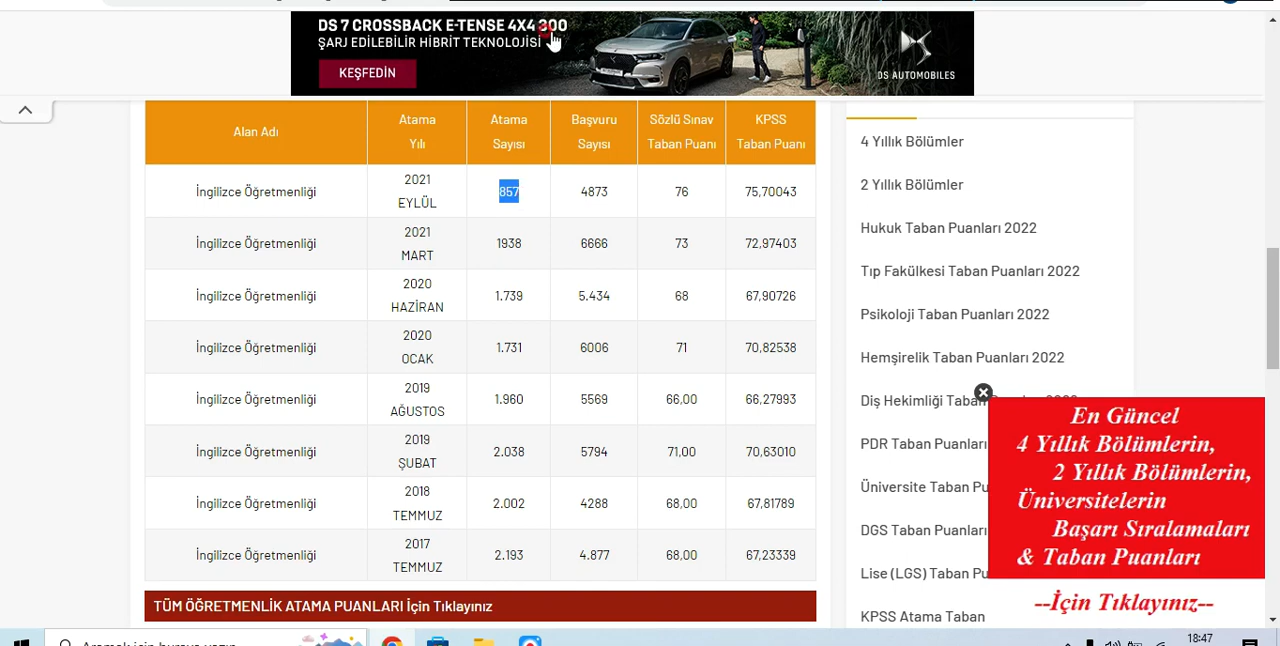 DS 7 CROSSBACK E-TENSE 4X4 300
ŞARJ EDİLEBİLİR HİBRİT TEKNOLOJİSİ
KEŞFEDİN
DS AUTOMOBILES
Alan Adı
Atama
Yılı
Atama
Sayısı
Başvuru
Sayısı
Sözlü Sınav
Taban Puanı
KPSS
Taban Puanı
İngilizce Öğretmenliği
2021
EYLÜL
857
4873
76
75,70043
İngilizce Öğretmenliği
2021
MART
1938
6666
73
72,97403
İngilizce Öğretmenliği
2020
HAZİRAN
1.739
5.434
68
67,90726
İngilizce Öğretmenliği
2020
OCAK
1.731
6006
71
70,82538
İngilizce Öğretmenliği
2019
AĞUSTOS
1.960
5569
66,00
66,27993
İngilizce Öğretmenliği
2019
ŞUBAT
2.038
5794
71,00
70,63010
İngilizce Öğretmenliği
2018
TEMMUZ
2.002
4288
68,00
67,81789
İngilizce Öğretmenliği
2017
TEMMUZ
2.193
4.877
68,00
67,23339
TÜM ÖĞRETMENLİK ATAMA PUANLARI İçin Tıklayınız
4 Yıllık Bölümler
2 Yıllık Bölümler
Hukuk Taban Puanları 2022
Tıp Fakülkesi Taban Puanları 2022
Psikoloji Taban Puanları 2022
Hemşirelik Taban Puanları 2022
Diş Hekimliği Taban
PDR Taban Puanları
Üniversite Taban Pu
DGS Taban Puanları
Lise (LGS) Taban Pu
KPSS Atama Taban
En Güncel
4 Yıllık Bölümlerin,
2 Yıllık Bölümlerin,
Üniversitelerin
Başarı Sıralamaları
& Taban Puanları
--İçin Tıklayınız--
18:47